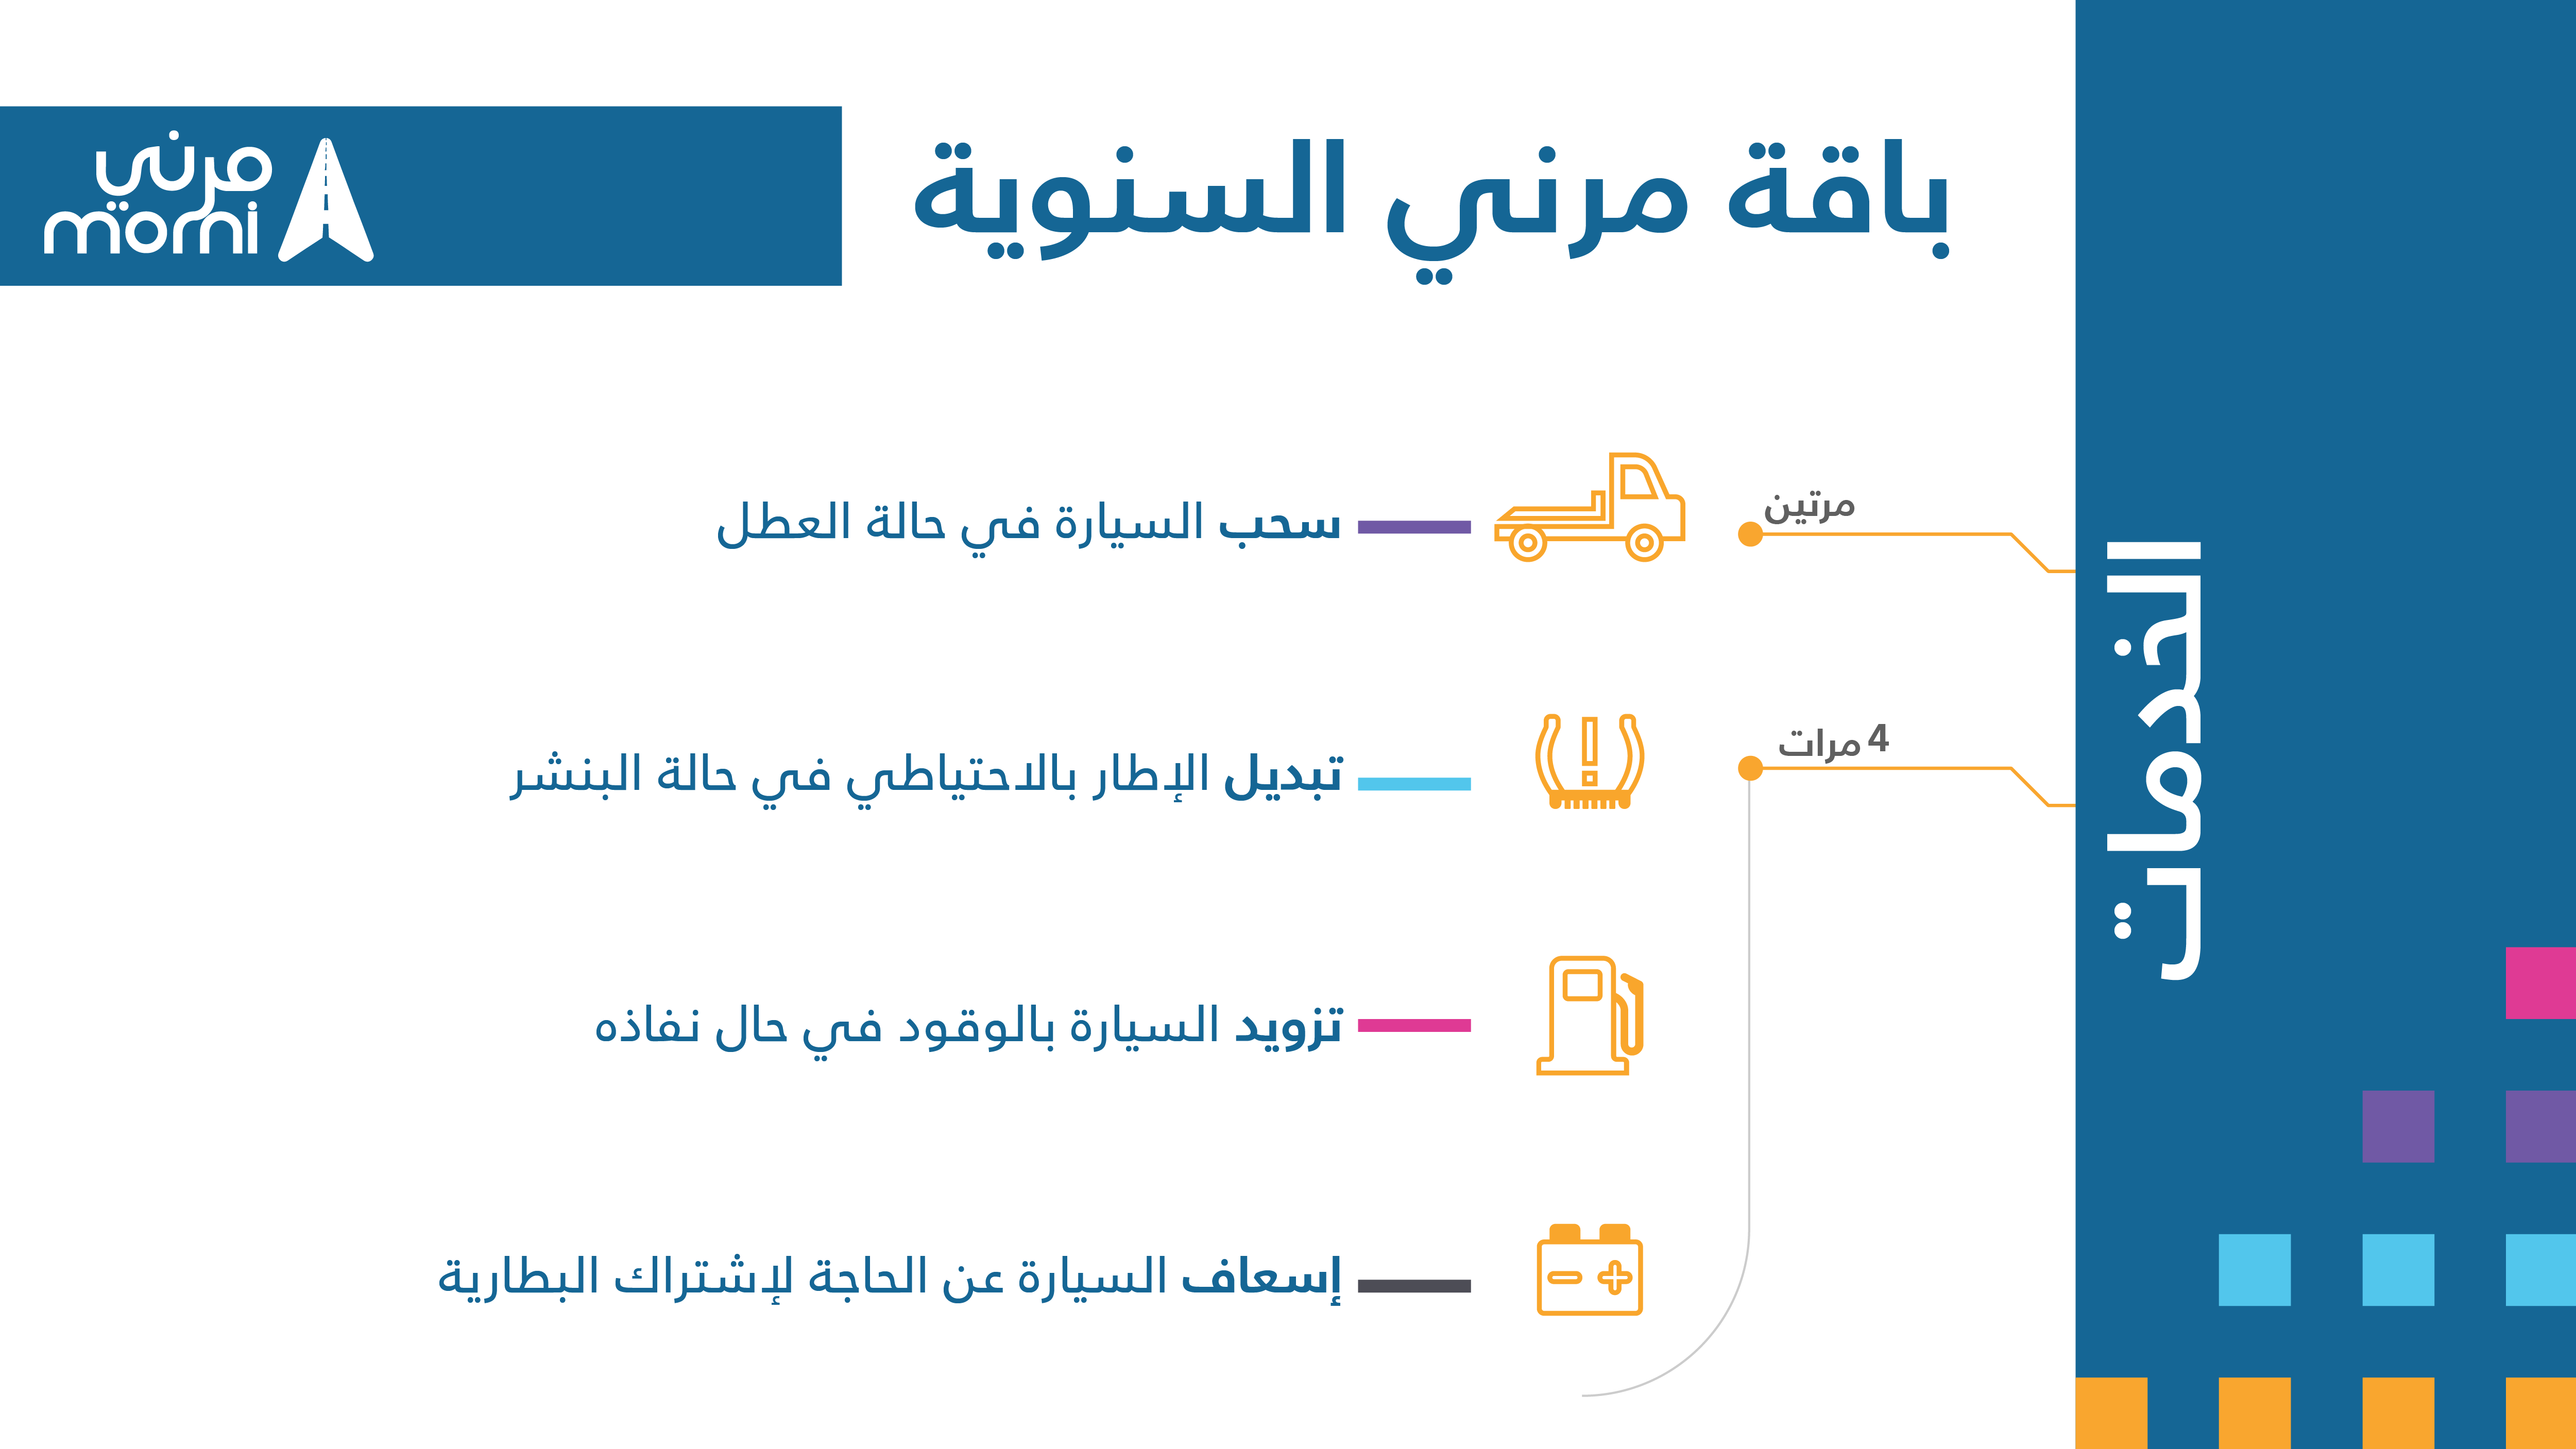 باقة مرني السنوية
مرني
morni
الخدمات
مرتين
سحب السيارة في حالة العطل
4 مرات
تبديل الإطار بالاحتياطي في حالة البنشر
تزويد السيارة بالوقود في حال نفاذه
إسعاف السيارة عن الحاجة لإشتراك البطارية